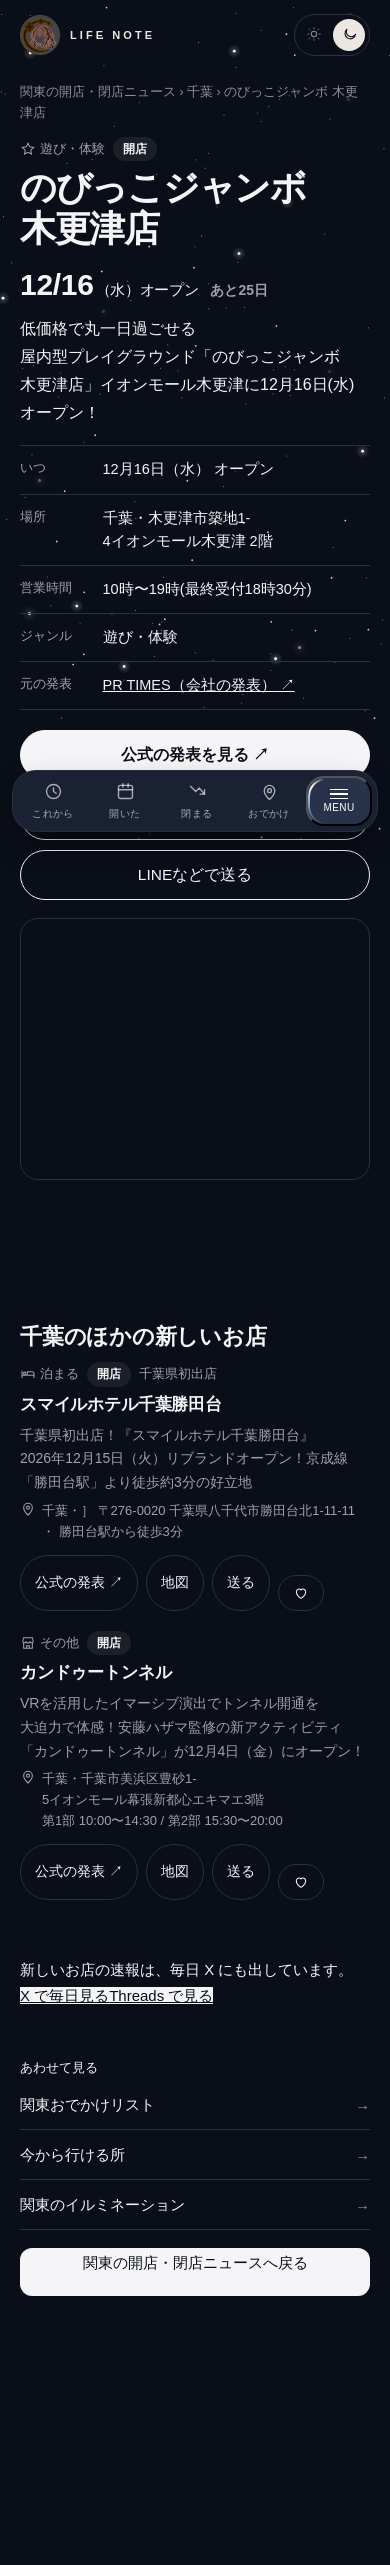 LIFE NOTE
関東の開店・閉店ニュース › 千葉 › のびっこジャンボ 木更
津店
遊び・体験 開店
のびっこジャンボ
木更津店
12/16（水）オープン あと25日
低価格で丸一日過ごせる
屋内型プレイグラウンド「のびっこジャンボ
木更津店」イオンモール木更津に12月16日(水)
オープン！
いつ 12月16日（水） オープン
場所 千葉・木更津市築地1-
4イオンモール木更津 2階
営業時間 10時〜19時(最終受付18時30分)
ジャンル 遊び・体験
元の発表 PR TIMES（会社の発表） ↗
公式の発表を見る ↗
これから 開いた 閉まる おでかけ MENU
LINEなどで送る
千葉のほかの新しいお店
泊まる 開店 千葉県初出店
スマイルホテル千葉勝田台
千葉県初出店！『スマイルホテル千葉勝田台』
2026年12月15日（火）リブランドオープン！京成線
「勝田台駅」より徒歩約3分の好立地
千葉・］ 〒276-0020 千葉県八千代市勝田台北1-11-11
・ 勝田台駅から徒歩3分
公式の発表 ↗ 地図 送る
その他 開店
カンドゥートンネル
VRを活用したイマーシブ演出でトンネル開通を
大迫力で体感！安藤ハザマ監修の新アクティビティ
「カンドゥートンネル」が12月4日（金）にオープン！
千葉・千葉市美浜区豊砂1-
5イオンモール幕張新都心エキマエ3階
第1部 10:00〜14:30 / 第2部 15:30〜20:00
公式の発表 ↗ 地図 送る
新しいお店の速報は、毎日 X にも出しています。
X で毎日見るThreads で見る
あわせて見る
関東おでかけリスト →
今から行ける所 →
関東のイルミネーション →
関東の開店・閉店ニュースへ戻る